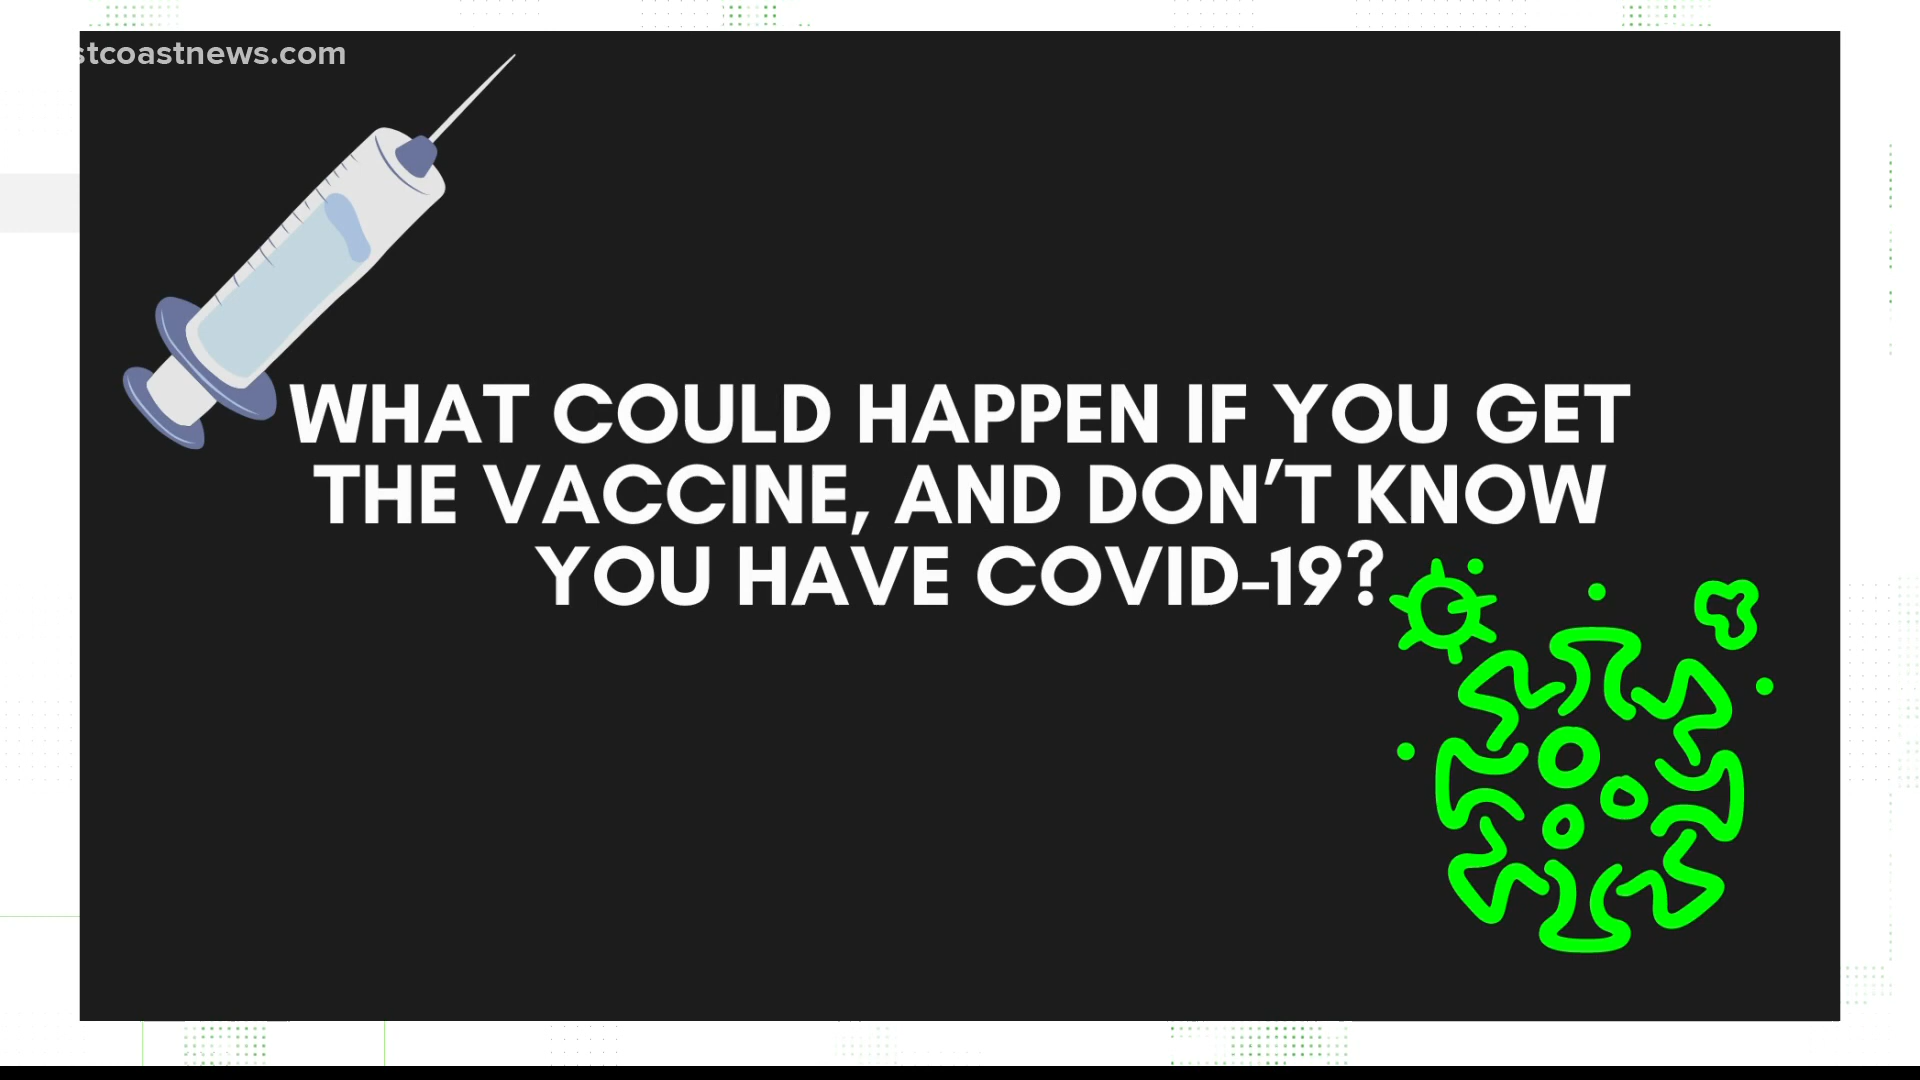 stcoastnews.com
WHAT COULD HAPPEN IF YOU GET
THE VACCINE, AND DON'T KNOW
YOU HAVE COVID-19?